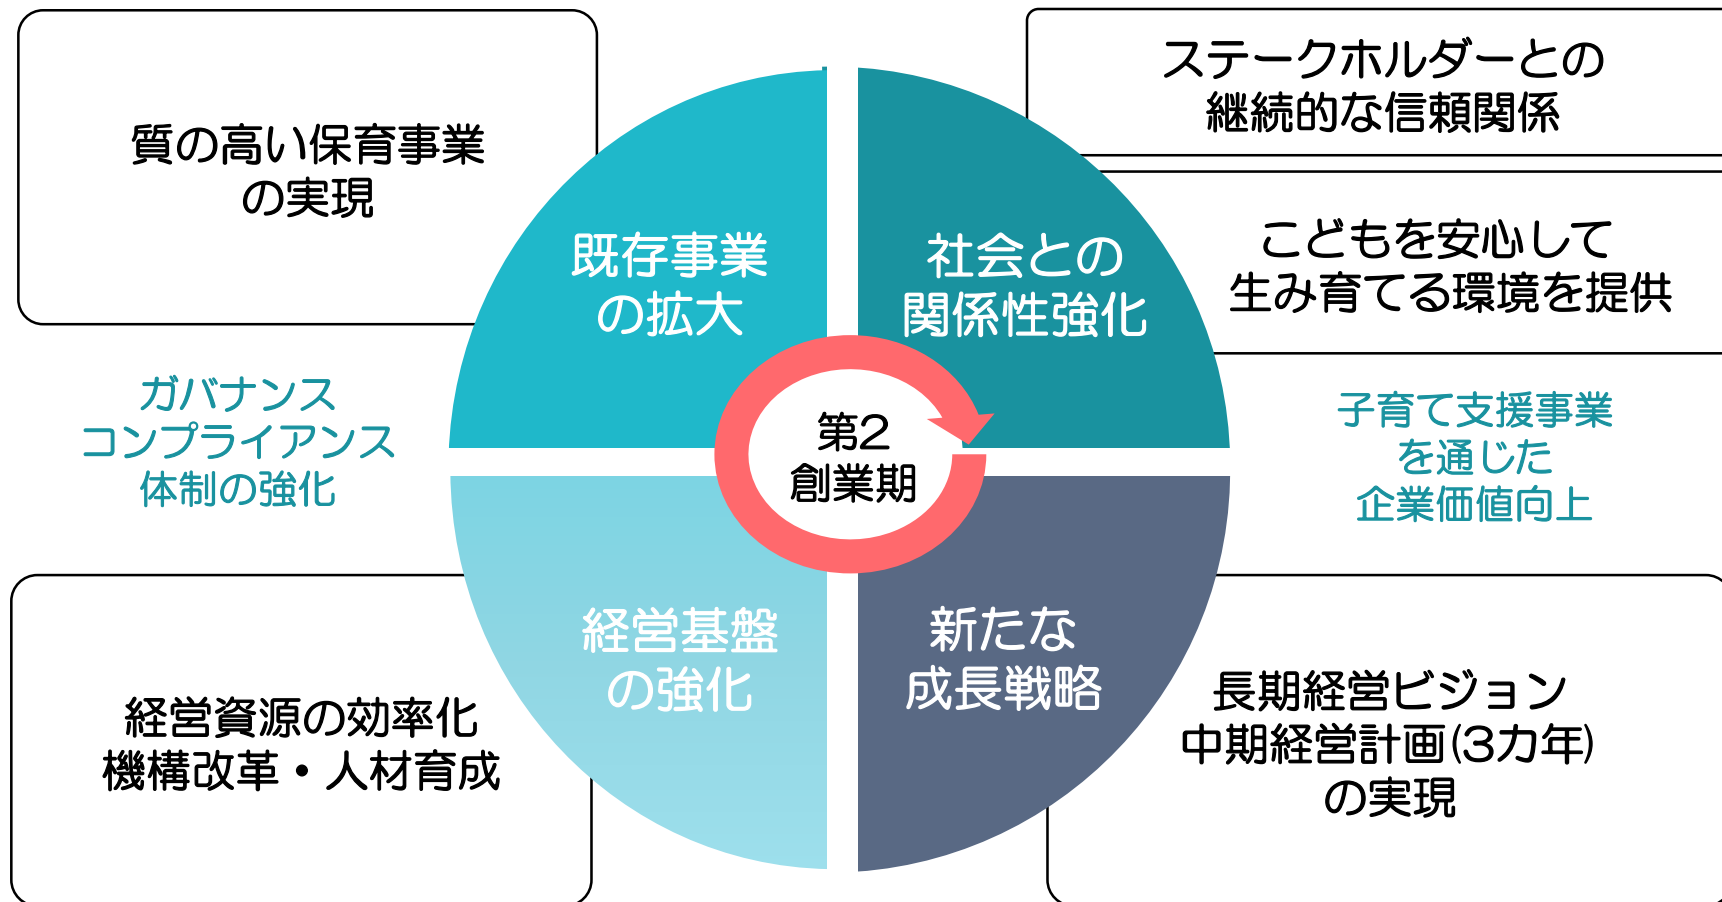 質の高い保育事業
の実現
ステークホルダーとの
継続的な信頼関係
既存事業
の拡大
社会との
関係性強化
こどもを安心して
生み育てる環境を提供
ガバナンス
コンプライアンス
体制の強化
第2
創業期
子育て支援事業
を通じた
企業価値向上
経営基盤
の強化
新たな
成長戦略
経営資源の効率化
機構改革・人材育成
長期経営ビジョン
中期経営計画(3カ年)
の実現